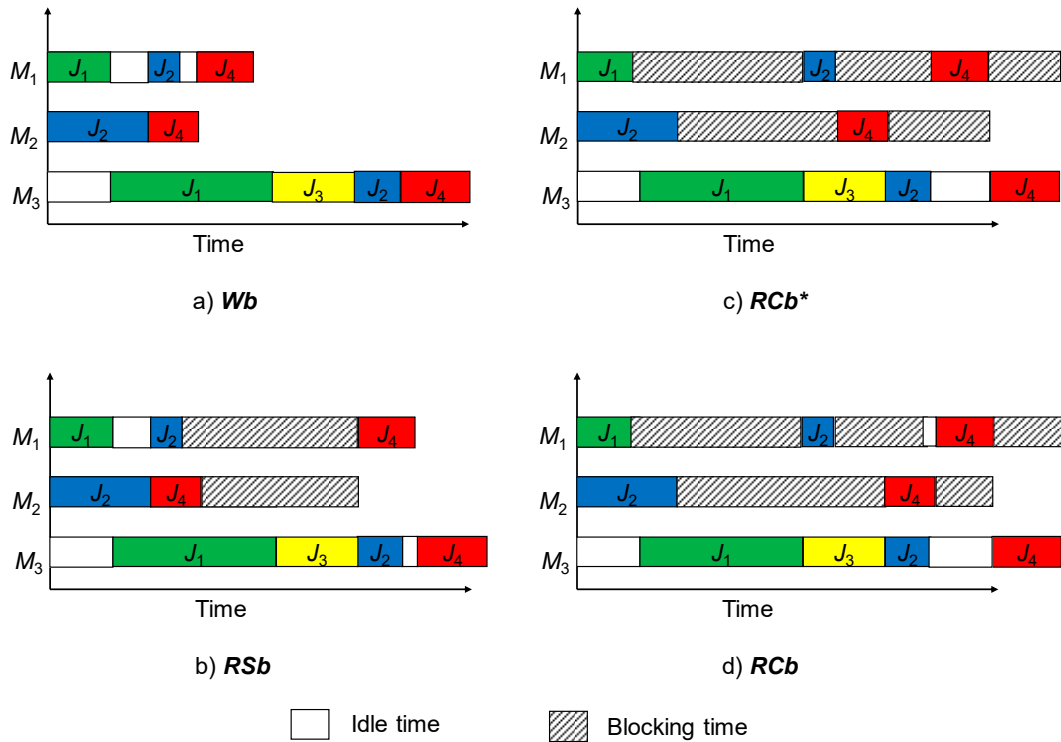 M1 J1 J2 J4
M2 J2 J4
M3 J1 J3 J2 J4
Time
a) Wb
M1 J1 J2 J4
M2 J2 J4
M3 J1 J3 J2 J4
Time
c) RCb*
M1 J1 J2 J4
M2 J2 J4
M3 J1 J3 J2 J4
Time
b) RSb
M1 J1 J2 J4
M2 J2 J4
M3 J1 J3 J2 J4
Time
d) RCb
Idle time
Blocking time